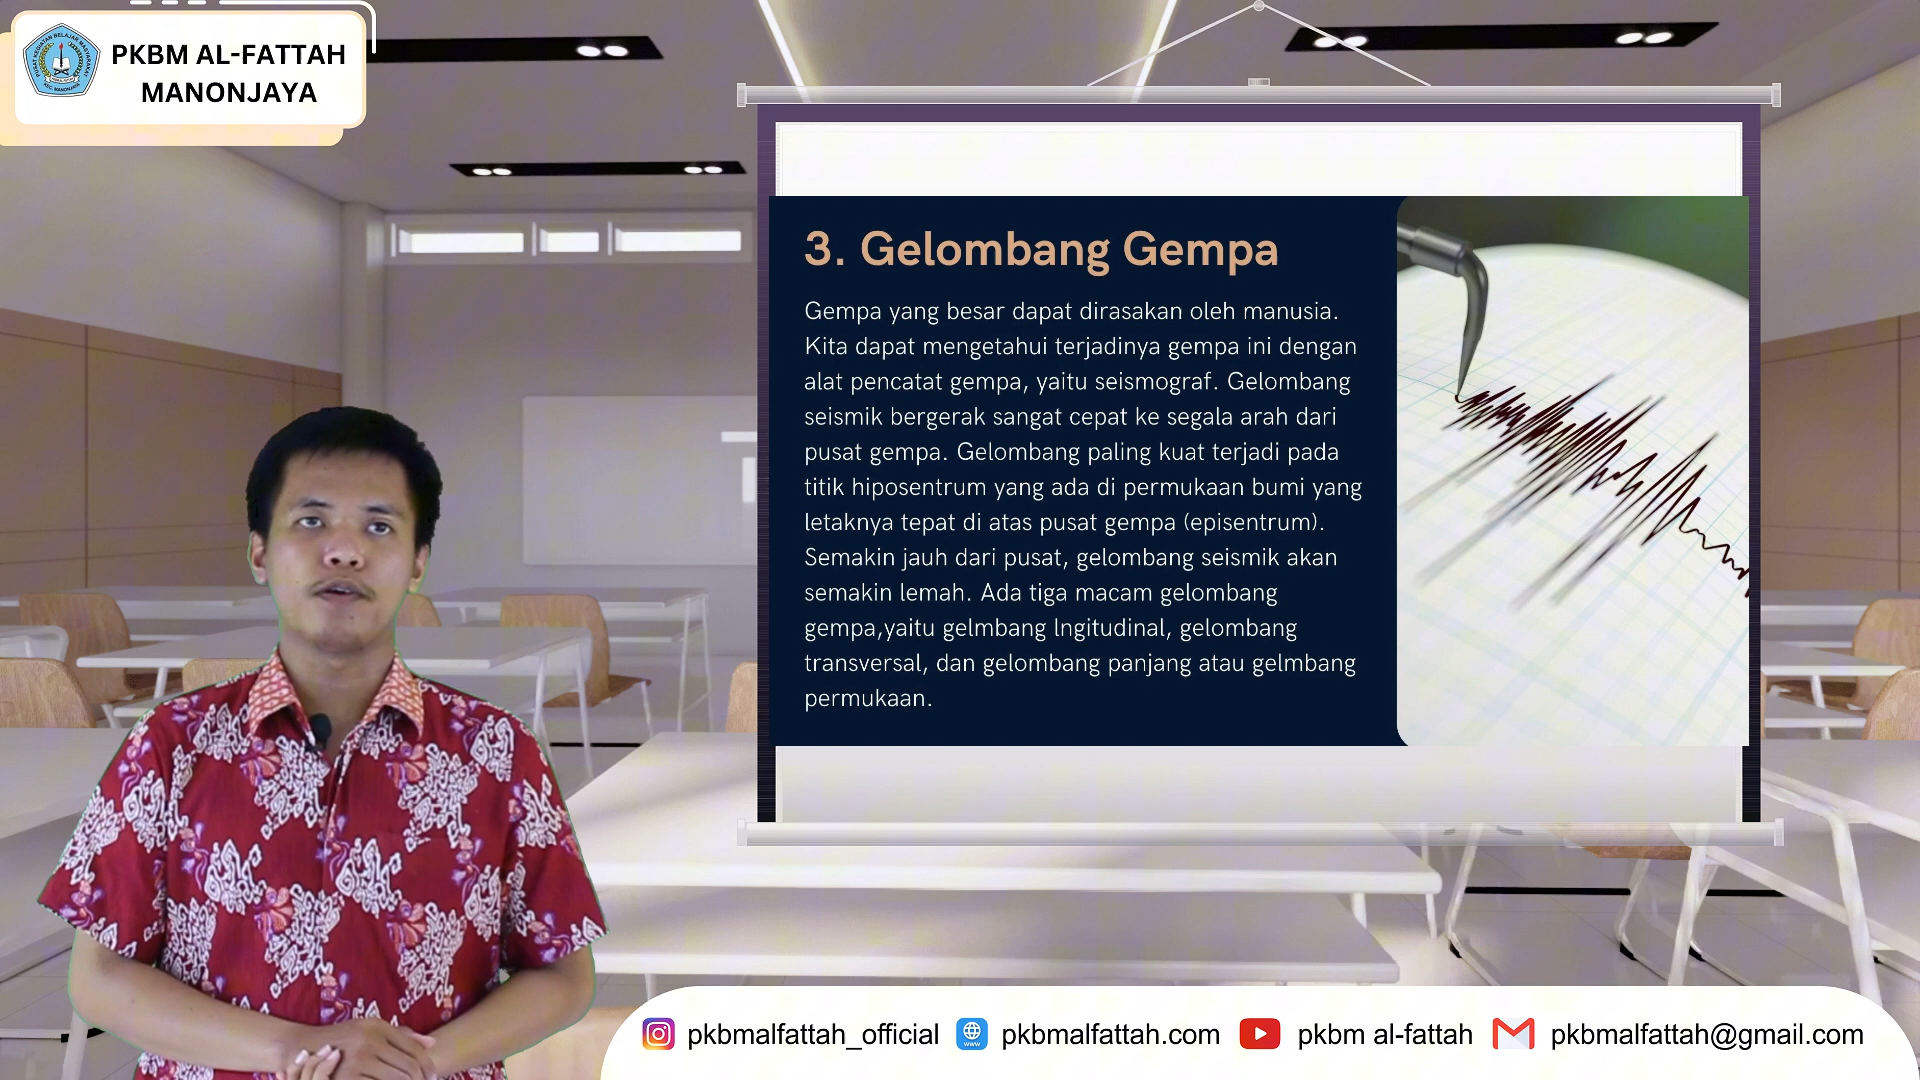 PKBM AL-FATTAH
MANONJAYA
3. Gelombang Gempa
Gempa yang besar dapat dirasakan oleh manusia.
Kita dapat mengetahui terjadinya gempa ini dengan
alat pencatat gempa, yaitu seismograf. Gelombang
seismik bergerak sangat cepat ke segala arah dari
pusat gempa. Gelombang paling kuat terjadi pada
titik hiposentrum yang ada di permukaan bumi yang
letaknya tepat di atas pusat gempa (episentrum).
Semakin jauh dari pusat, gelombang seismik akan
semakin lemah. Ada tiga macam gelombang
gempa,yaitu gelmbang lngitudinal, gelombang
transversal, dan gelombang panjang atau gelmbang
permukaan.
pkbmalfattah_official
www
pkbmalfattah.com
pkbm al-fattah
pkbmalfattah@gmail.com